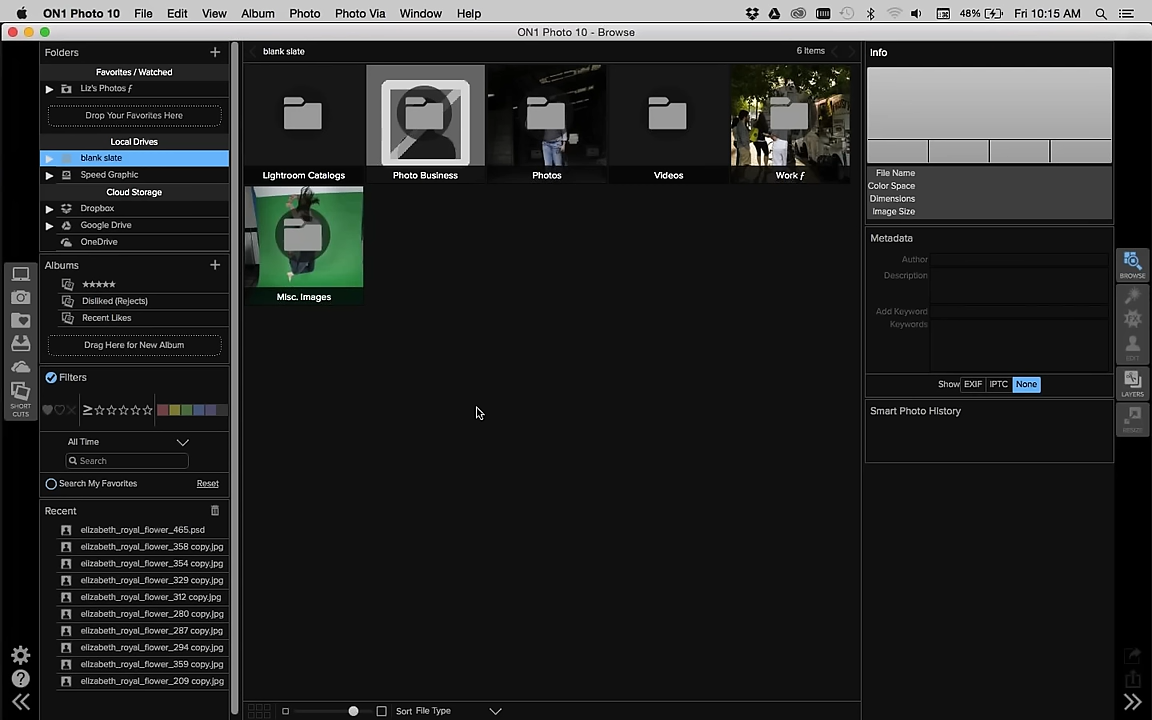 ON1 Photo 10 File Edit View Album Photo Photo Via Window Help 48% Fri 10:15 AM
ON1 Photo 10 - Browse
Folders
Favorites / Watched
Liz's Photos ƒ
Drop Your Favorites Here
Local Drives
blank slate
Speed Graphic
Cloud Storage
Dropbox
Google Drive
OneDrive
Albums
★★★★★
Disliked (Rejects)
Recent Likes
Drag Here for New Album
Filters
All Time
Search
Search My Favorites Reset
Recent
elizabeth_royal_flower_465.psd
elizabeth_royal_flower_358 copy.jpg
elizabeth_royal_flower_354 copy.jpg
elizabeth_royal_flower_329 copy.jpg
elizabeth_royal_flower_312 copy.jpg
elizabeth_royal_flower_280 copy.jpg
elizabeth_royal_flower_287 copy.jpg
elizabeth_royal_flower_294 copy.jpg
elizabeth_royal_flower_359 copy.jpg
elizabeth_royal_flower_209 copy.jpg
SHORT
CUTS
blank slate 6 Items
Lightroom Catalogs Photo Business Photos Videos Work ƒ
Misc. Images
Sort File Type
Info
File Name
Color Space
Dimensions
Image Size
Metadata
Author
Description
Add Keyword
Keywords
Show EXIF IPTC None
Smart Photo History
BROWSE
EDIT
LAYERS
RESIZE